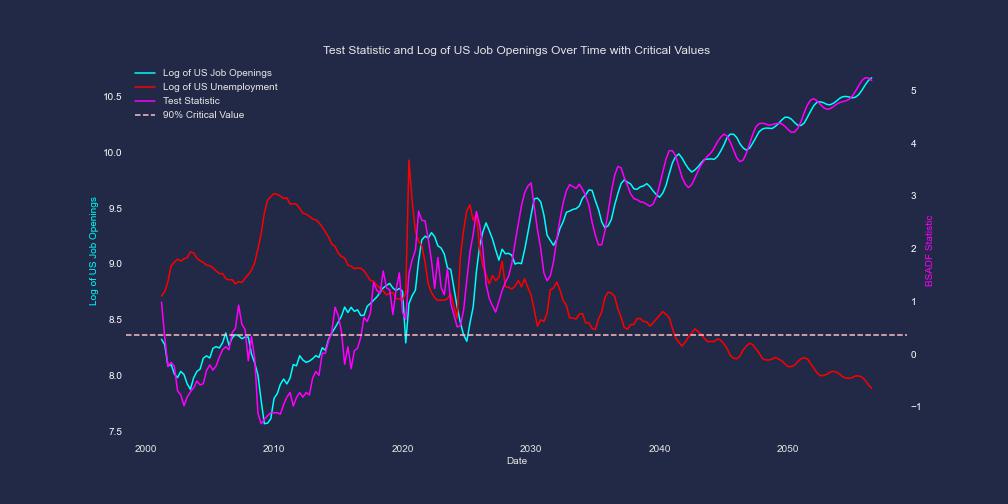 Test Statistic and Log of US Job Openings Over Time with Critical Values
Log of US Job Openings
Log of US Unemployment
Test Statistic
90% Critical Value
10.5
10.0
9.5
9.0
8.5
8.0
7.5
Log of US Job Openings
5
4
3
2
1
0
−1
BSADF Statistic
2000 2010 2020 2030 2040 2050
Date